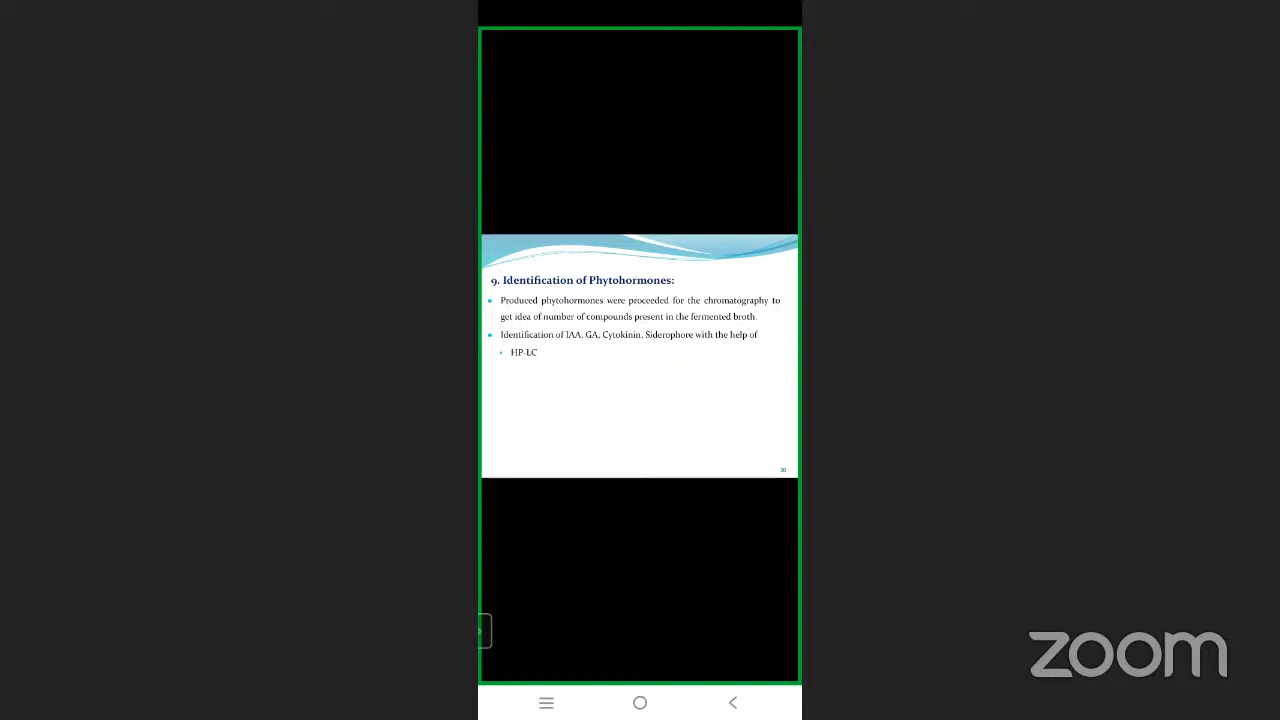 9. Identification of Phytohormones:
Produced phytohormones were proceeded for the chromatography to
get idea of number of compounds present in the fermented broth.
Identification of IAA, GA, Cytokinin, Siderophore with the help of
HP-LC
30
zoom